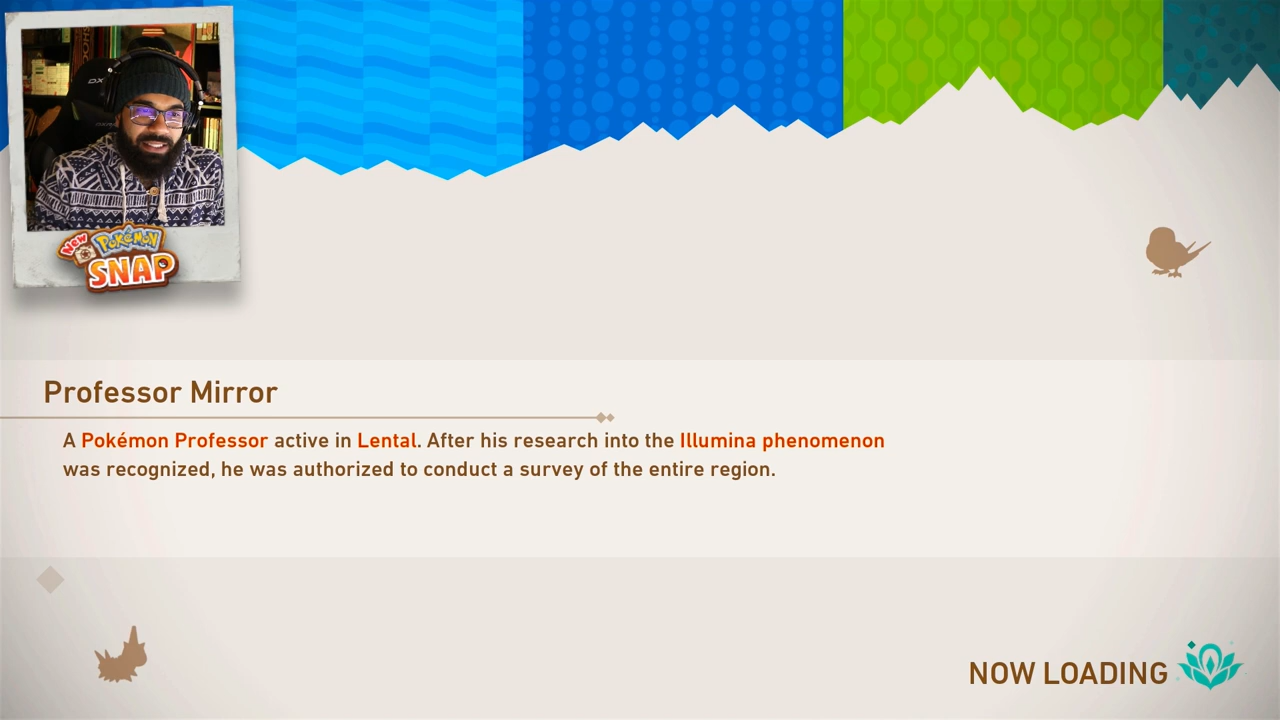 DX
New
POKéMON
SNAP
Professor Mirror
A Pokémon Professor active in Lental. After his research into the Illumina phenomenon
was recognized, he was authorized to conduct a survey of the entire region.
NOW LOADING